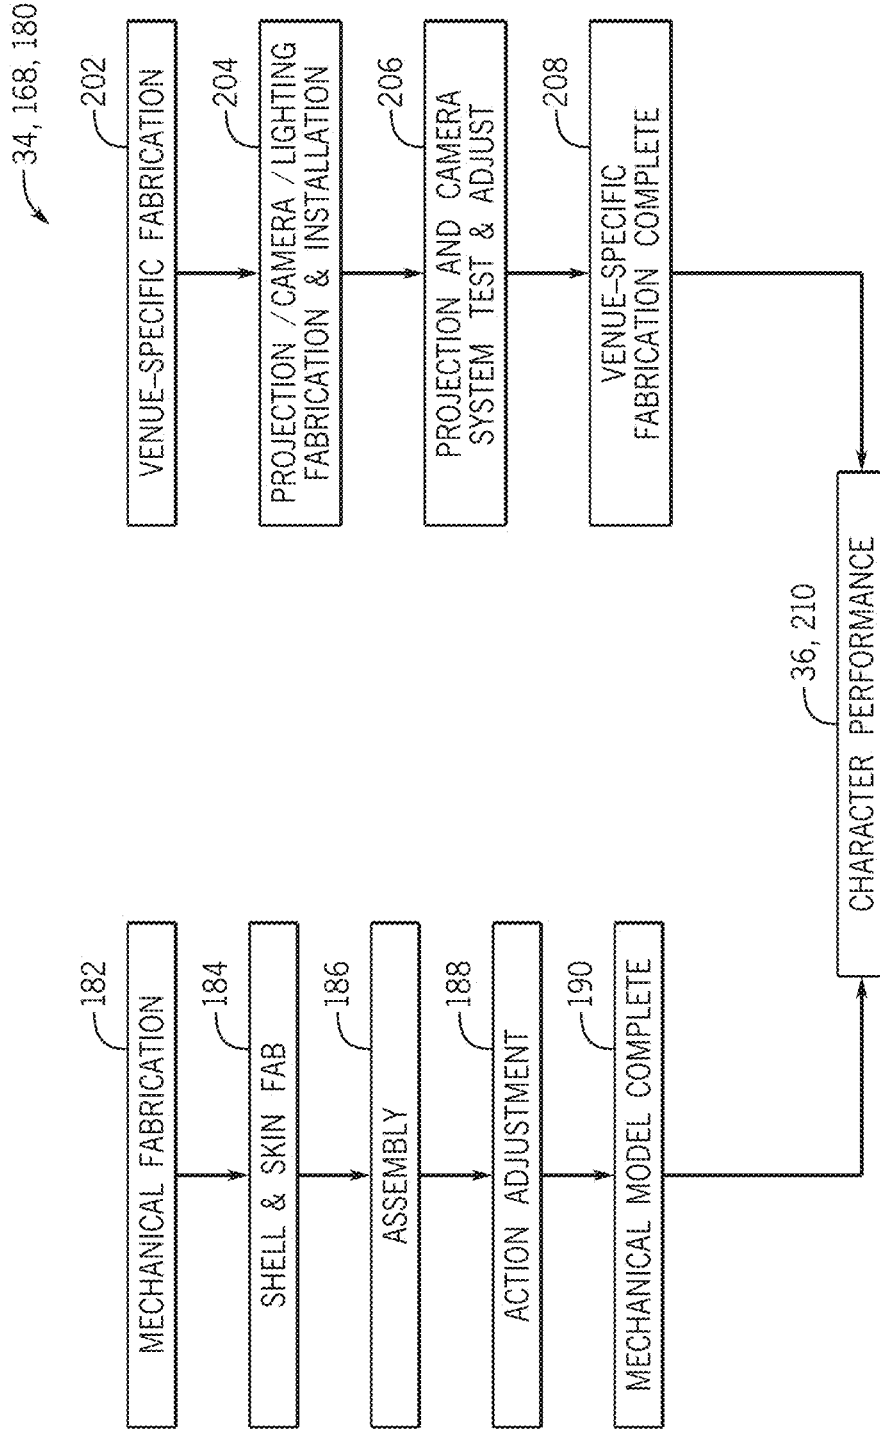 34, 168, 180
182
MECHANICAL FABRICATION
184
SHELL & SKIN FAB
186
ASSEMBLY
188
ACTION ADJUSTMENT
190
MECHANICAL MODEL COMPLETE
202
VENUE-SPECIFIC FABRICATION
204
PROJECTION/CAMERA/LIGHTING
FABRICATION & INSTALLATION
206
PROJECTION AND CAMERA
SYSTEM TEST & ADJUST
208
VENUE-SPECIFIC
FABRICATION COMPLETE
36, 210
CHARACTER PERFORMANCE